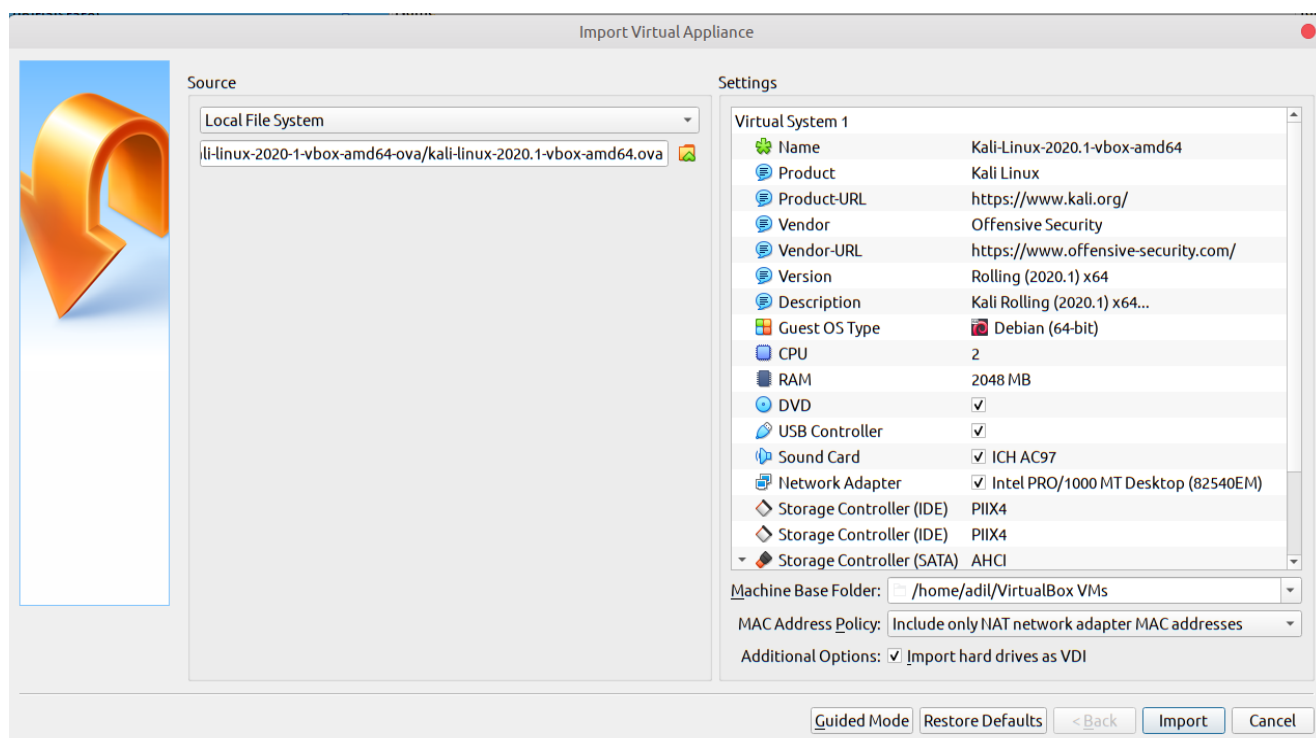 Import Virtual Appliance
Source
Local File System
li-linux-2020-1-vbox-amd64-ova/kali-linux-2020.1-vbox-amd64.ova
Settings
Virtual System 1
Name Kali-Linux-2020.1-vbox-amd64
Product Kali Linux
Product-URL https://www.kali.org/
Vendor Offensive Security
Vendor-URL https://www.offensive-security.com/
Version Rolling (2020.1) x64
Description Kali Rolling (2020.1) x64...
Guest OS Type Debian (64-bit)
CPU 2
RAM 2048 MB
DVD
USB Controller
Sound Card ICH AC97
Network Adapter Intel PRO/1000 MT Desktop (82540EM)
Storage Controller (IDE) PIIX4
Storage Controller (IDE) PIIX4
Storage Controller (SATA) AHCI
Machine Base Folder: /home/adil/VirtualBox VMs
MAC Address Policy: Include only NAT network adapter MAC addresses
Additional Options: Import hard drives as VDI
Guided Mode Restore Defaults < Back Import Cancel